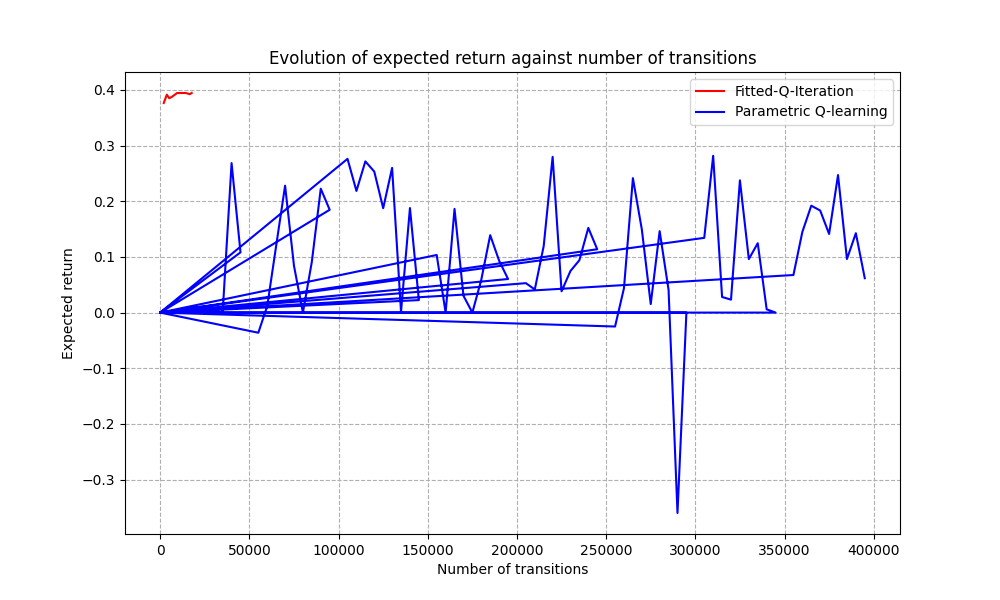 Evolution of expected return against number of transitions
Fitted-Q-Iteration
Parametric Q-learning
Expected return
0.4
0.3
0.2
0.1
0.0
−0.1
−0.2
−0.3
0 50000 100000 150000 200000 250000 300000 350000 400000
Number of transitions